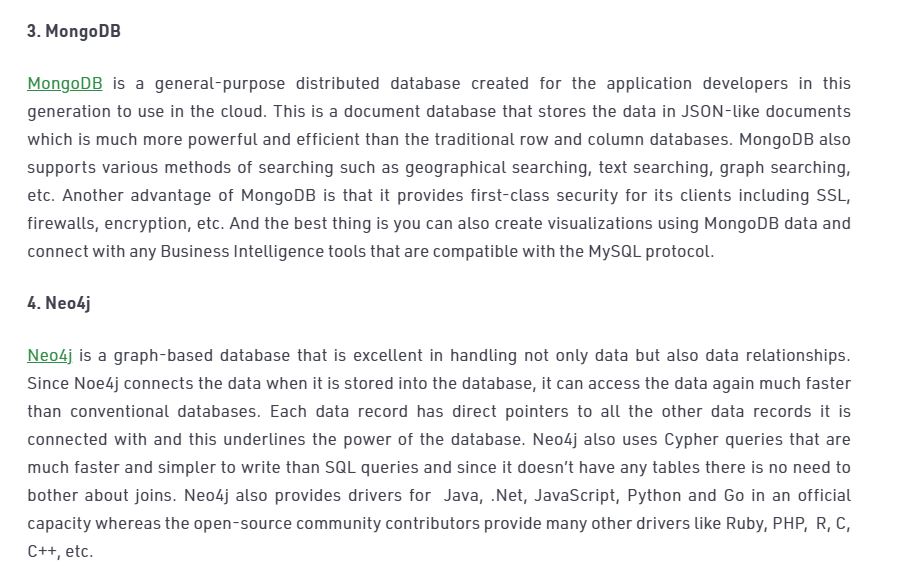 3. MongoDB
MongoDB is a general-purpose distributed database created for the application developers in this
generation to use in the cloud. This is a document database that stores the data in JSON-like documents
which is much more powerful and efficient than the traditional row and column databases. MongoDB also
supports various methods of searching such as geographical searching, text searching, graph searching,
etc. Another advantage of MongoDB is that it provides first-class security for its clients including SSL,
firewalls, encryption, etc. And the best thing is you can also create visualizations using MongoDB data and
connect with any Business Intelligence tools that are compatible with the MySQL protocol.
4. Neo4j
Neo4j is a graph-based database that is excellent in handling not only data but also data relationships.
Since Noe4j connects the data when it is stored into the database, it can access the data again much faster
than conventional databases. Each data record has direct pointers to all the other data records it is
connected with and this underlines the power of the database. Neo4j also uses Cypher queries that are
much faster and simpler to write than SQL queries and since it doesn't have any tables there is no need to
bother about joins. Neo4j also provides drivers for  Java, .Net, JavaScript, Python and Go in an official
capacity whereas the open-source community contributors provide many other drivers like Ruby, PHP,  R, C,
C++, etc.